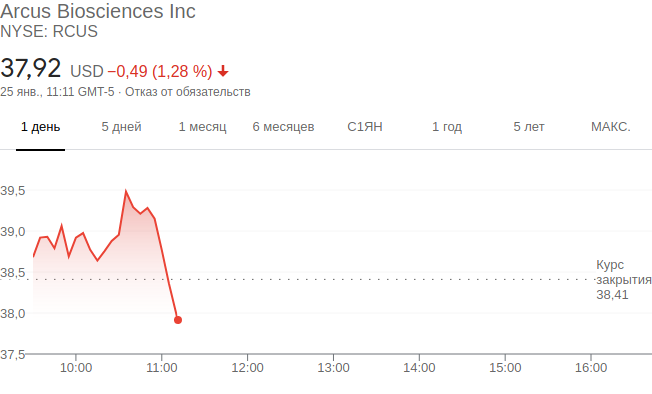 Arcus Biosciences Inc
NYSE: RCUS
37,92 USD −0,49 (1,28 %)
25 янв., 11:11 GMT-5 · Отказ от обязательств
1 день 5 дней 1 месяц 6 месяцев С1ЯН 1 год 5 лет МАКС.
39,5
39,0
38,5
38,0
37,5
Курс
закрытия
38,41
10:00 11:00 12:00 13:00 14:00 15:00 16:00